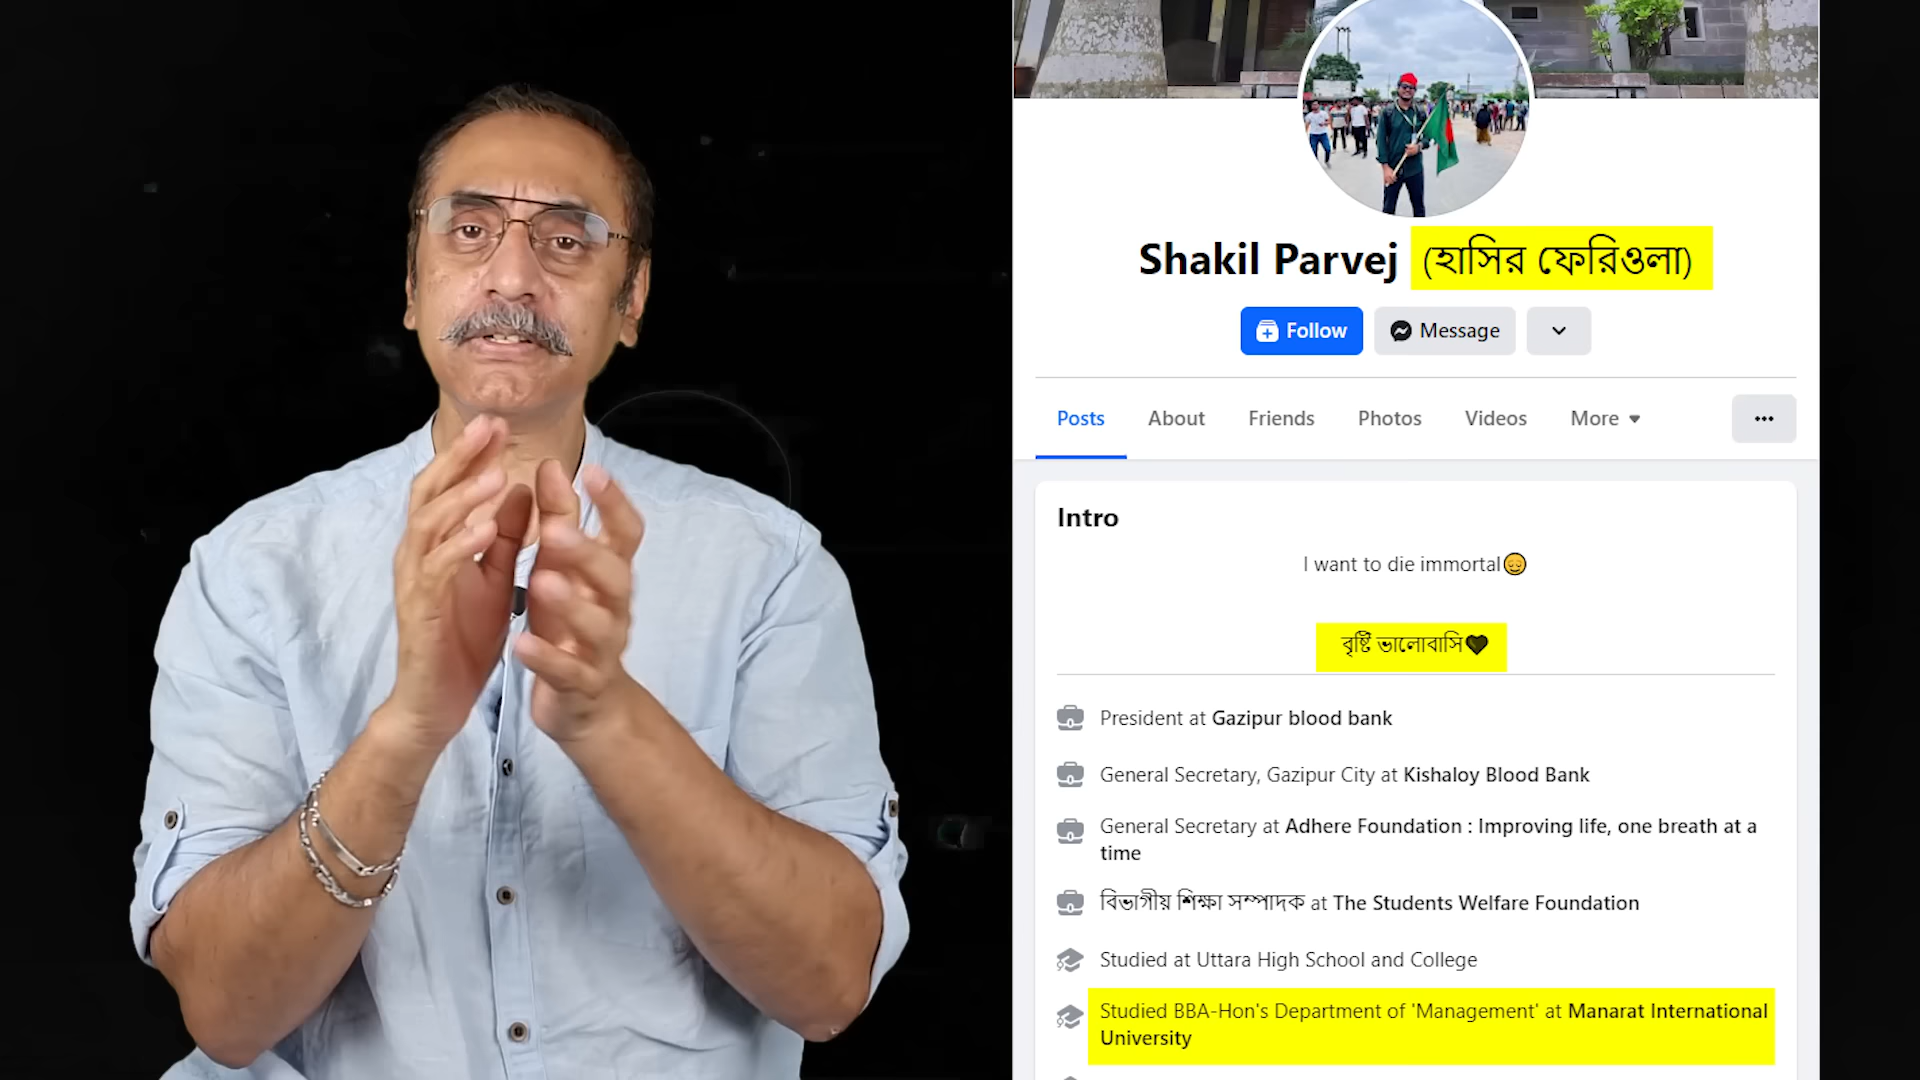 Shakil Parvej (হাসির ফেরিওলা)
Follow
Message
Posts
About
Friends
Photos
Videos
More
Intro
I want to die immortal
বৃষ্টি ভালোবাসি
President at Gazipur blood bank
General Secretary, Gazipur City at Kishaloy Blood Bank
General Secretary at Adhere Foundation : Improving life, one breath at a
time
বিভাগীয় শিক্ষা সম্পাদক at The Students Welfare Foundation
Studied at Uttara High School and College
Studied BBA-Hon's Department of 'Management' at Manarat International
University